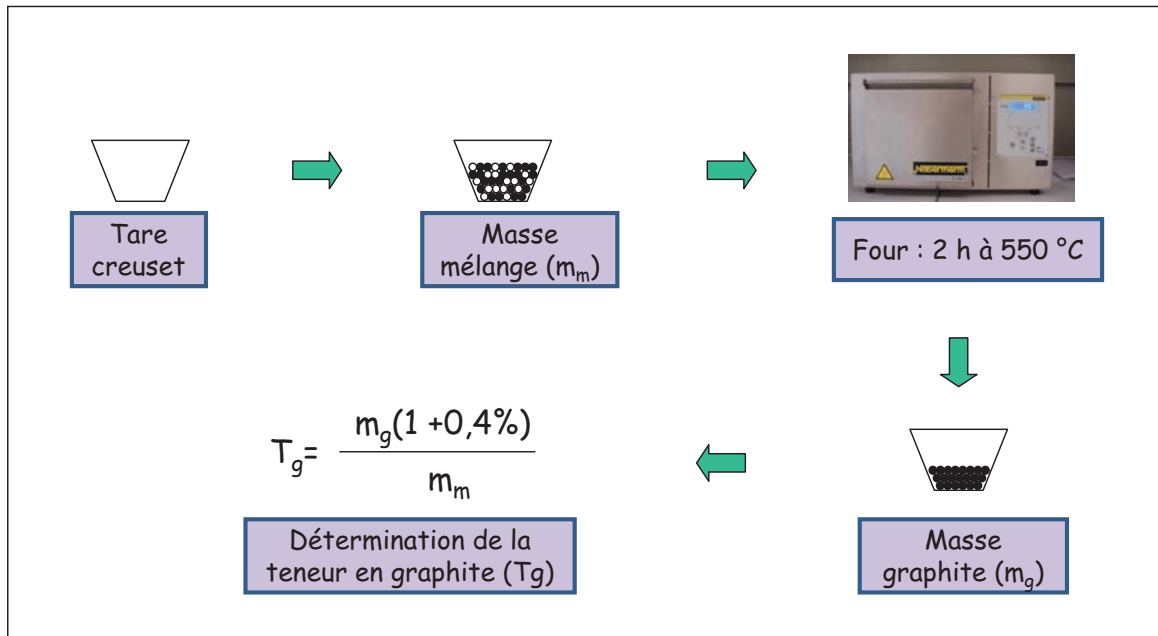 Tare
creuset
Masse
mélange (mm)
Nabertherm
Four : 2 h à 550 °C
Masse
graphite (mg)
Tg= mg(1 +0,4%)
mm
Détermination de la
teneur en graphite (Tg)